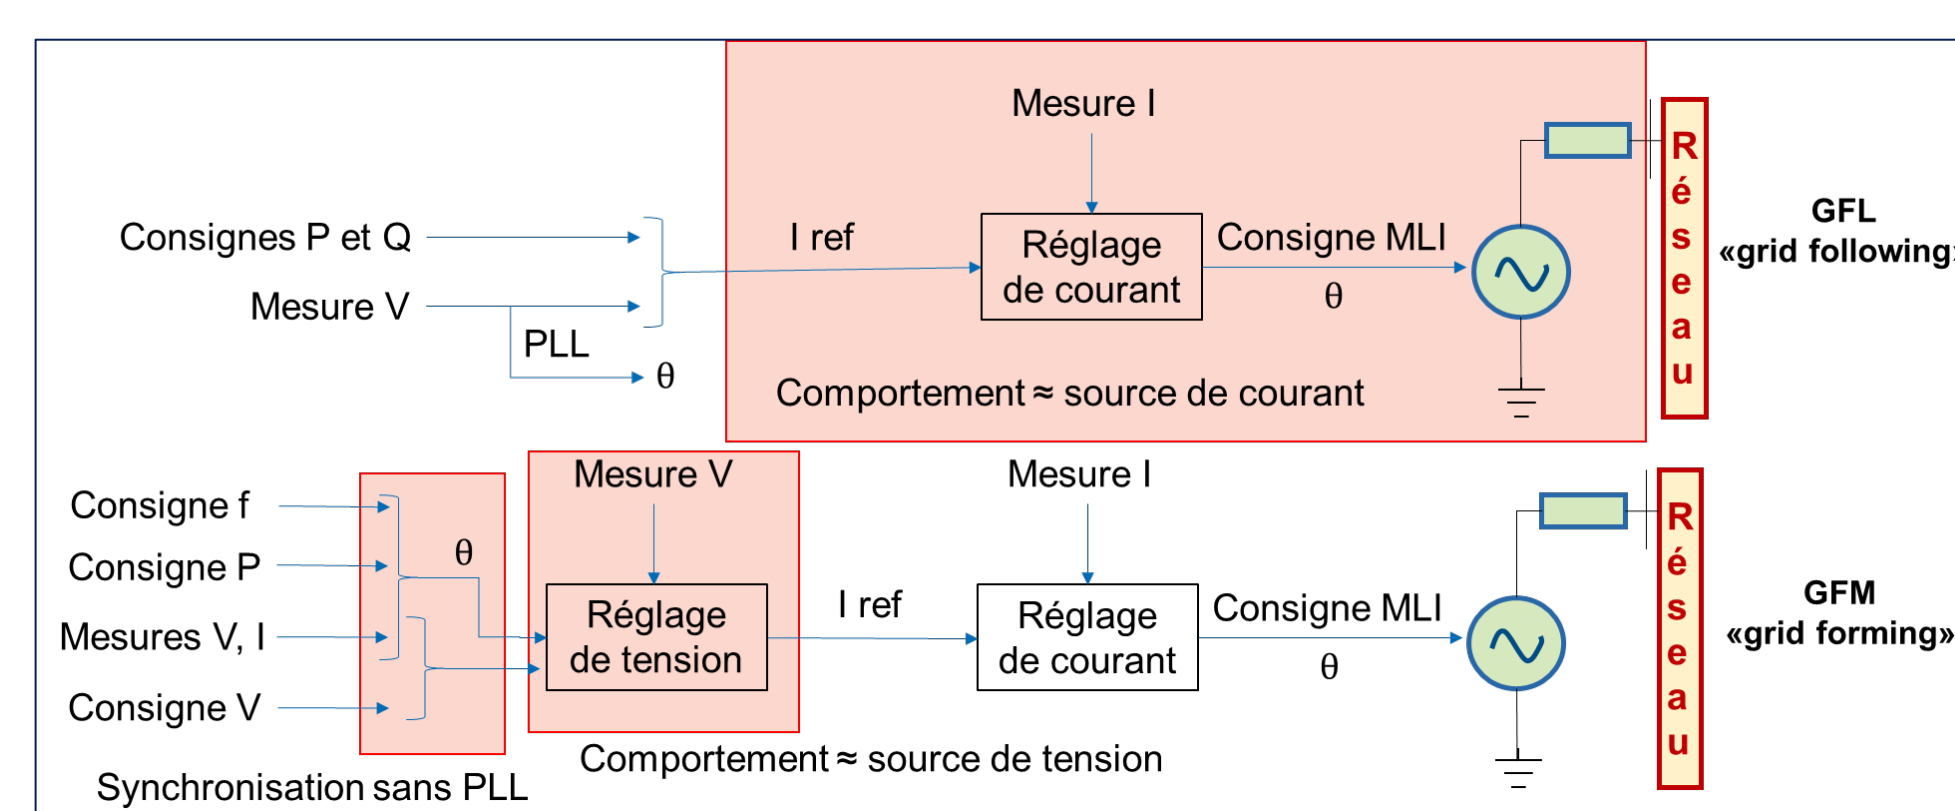 Mesure I
Consignes P et Q
I ref
Réglage
de courant
Consigne MLI
θ
Mesure V
PLL
θ
Comportement ≈ source de courant
Réseau
GFL
«grid following»
Mesure V
Mesure I
Consigne f
Consigne P
θ
Mesures V, I
Consigne V
Réglage
de tension
I ref
Réglage
de courant
Consigne MLI
θ
Comportement ≈ source de tension
Synchronisation sans PLL
Réseau
GFM
«grid forming»